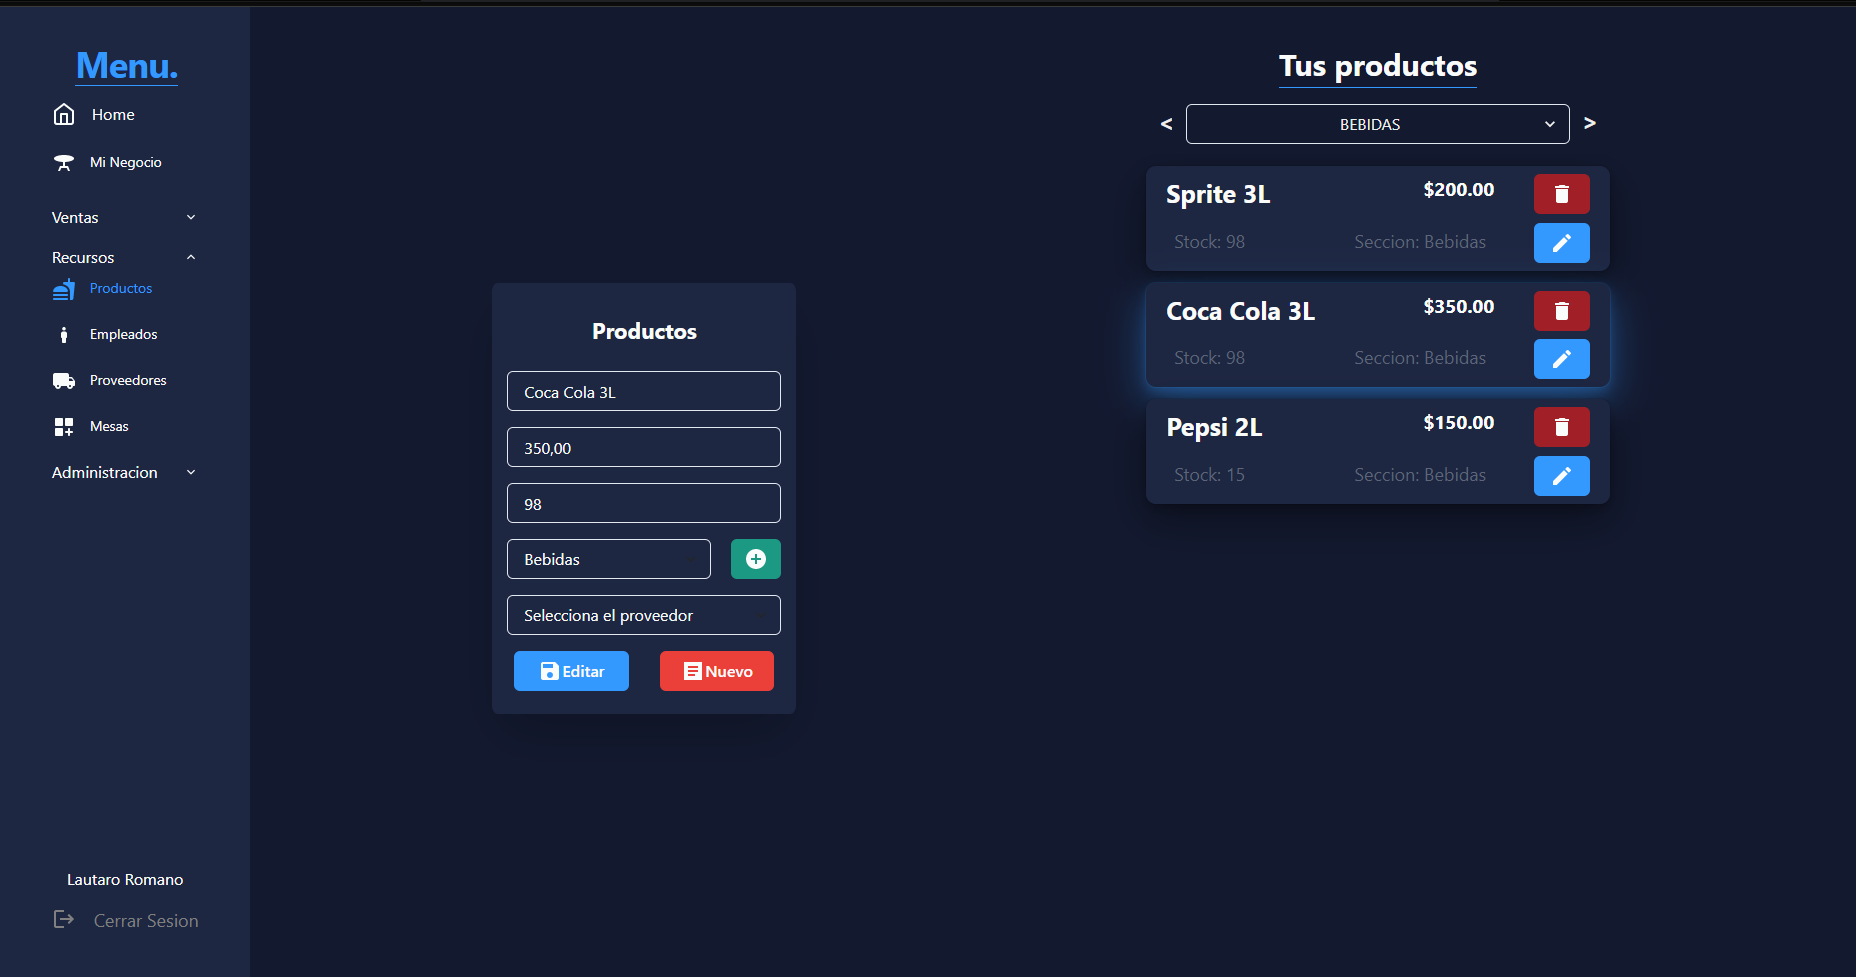 Menu.
Home
Mi Negocio
Ventas
Recursos
Productos
Empleados
Proveedores
Mesas
Administracion
Lautaro Romano
Cerrar Sesion
Productos
Coca Cola 3L
350,00
98
Bebidas
Selecciona el proveedor
Editar Nuevo
Tus productos
< BEBIDAS >
Sprite 3L $200.00
Stock: 98 Seccion: Bebidas
Coca Cola 3L $350.00
Stock: 98 Seccion: Bebidas
Pepsi 2L $150.00
Stock: 15 Seccion: Bebidas